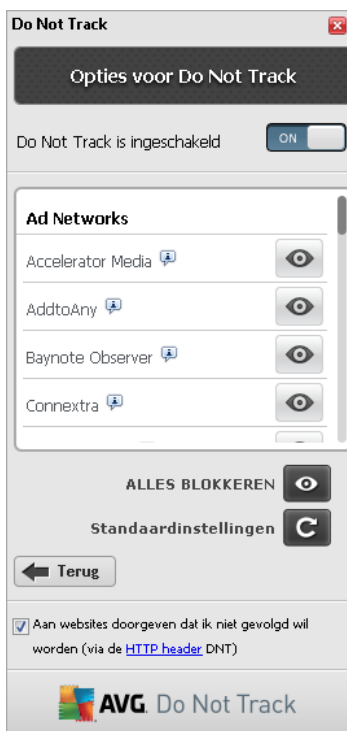 Do Not Track
Opties voor Do Not Track
Do Not Track is ingeschakeld
ON
Ad Networks
Accelerator Media
AddtoAny
Baynote Observer
Connextra
ALLES BLOKKEREN
Standaardinstellingen
Terug
Aan websites doorgeven dat ik niet gevolgd wil
worden (via de HTTP header DNT)
AVG. Do Not Track